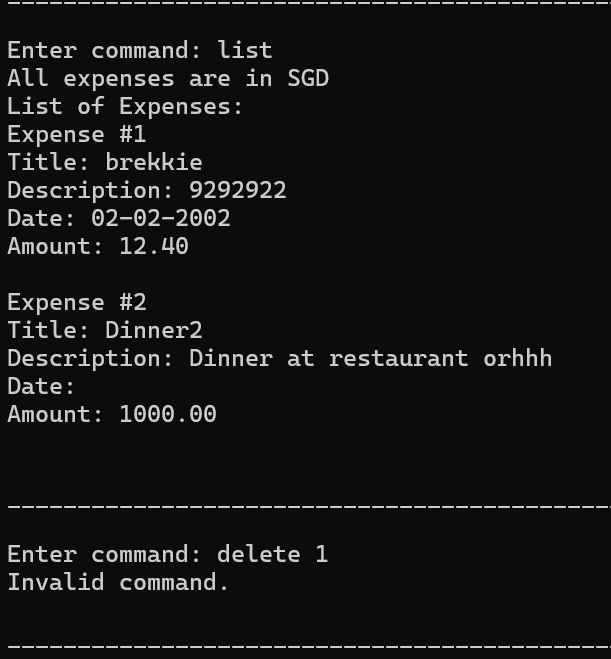 Enter command: list
All expenses are in SGD
List of Expenses:
Expense #1
Title: brekkie
Description: 9292922
Date: 02-02-2002
Amount: 12.40
Expense #2
Title: Dinner2
Description: Dinner at restaurant orhhh
Date:
Amount: 1000.00
Enter command: delete 1
Invalid command.